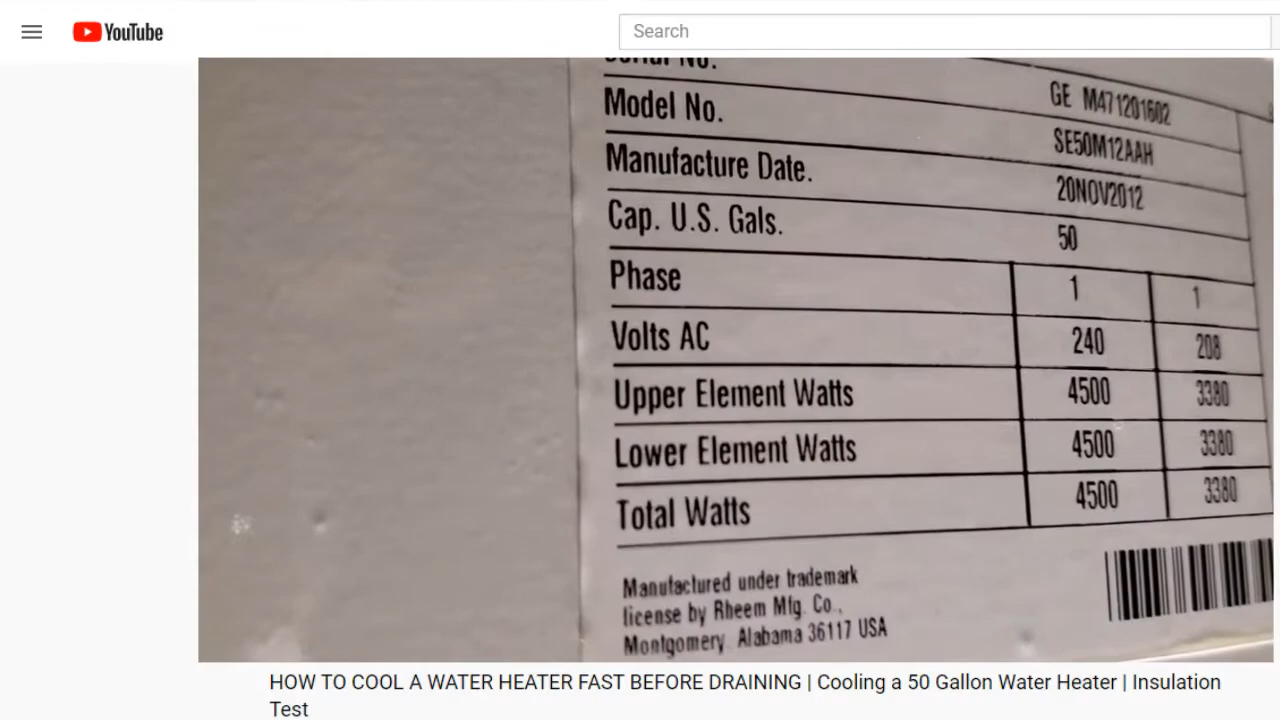 YouTube
Search
Serial No.
GE M471201602
Model No.
SE50M12AAH
Manufacture Date.
20NOV2012
Cap. U.S. Gals.
50
Phase 1 1
Volts AC 240 208
Upper Element Watts 4500 3380
Lower Element Watts 4500 3380
Total Watts 4500 3380
Manufactured under trademark
license by Rheem Mfg. Co.,
Montgomery Alabama 36117 USA
HOW TO COOL A WATER HEATER FAST BEFORE DRAINING | Cooling a 50 Gallon Water Heater | Insulation
Test